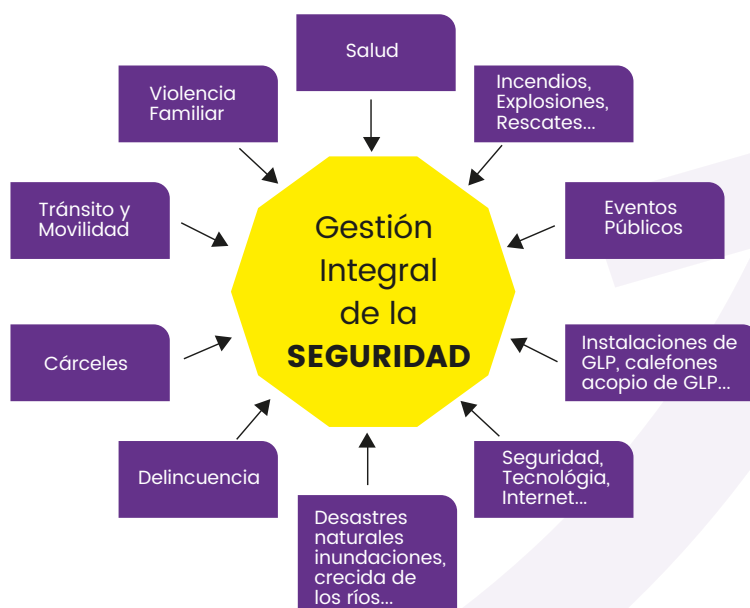 Salud
Incendios,
Explosiones,
Rescates...
Eventos
Públicos
Instalaciones de
GLP, calefones
acopio de GLP...
Seguridad,
Tecnológia,
Internet...
Desastres
naturales
inundaciones,
crecida de
los ríos...
Delincuencia
Cárceles
Tránsito y
Movilidad
Violencia
Familiar
Gestión
Integral
de la
SEGURIDAD